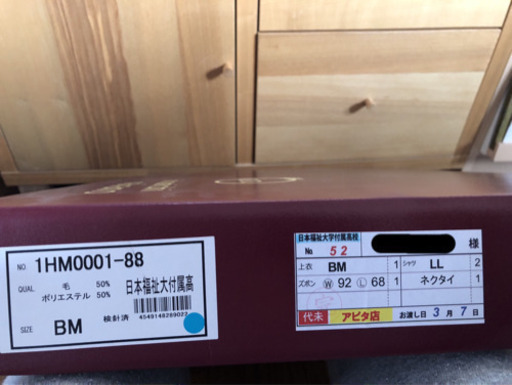 NO. 1HM0001-88
QUAL 毛 50% 日本福祉大付属高
ポリエステル 50%
SIZE BM 検針済 4549148289022
日本福祉大学付属高校
No 52 様
上衣 BM 1 シャツ LL 2
ズボン W 92 L 68 1 ネクタイ 1
代未 アピタ店 お渡し日 3月7日